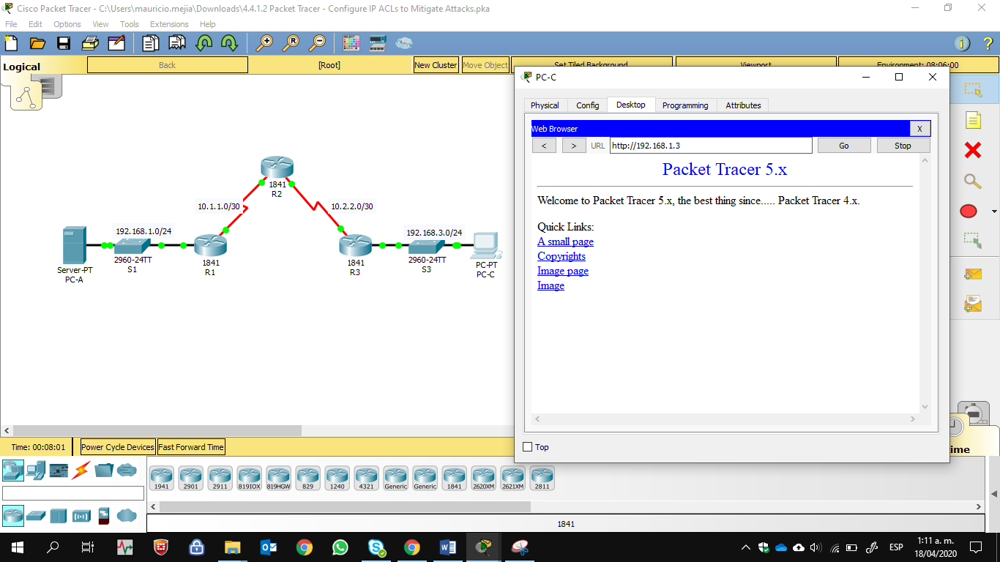 Cisco Packet Tracer - C:\Users\mauricio.mejia\Downloads\4.4.1.2 Packet Tracer - Configure IP ACLs to Mitigate Attacks.pka
File Edit Options View Tools Extensions Help
Logical
Back
[Root]
New Cluster
Move Object
Set Tiled Background
Viewport
Environment: 08:06:00
1841
R2
10.1.1.0/30
10.2.2.0/30
192.168.1.0/24
192.168.3.0/24
Server-PT
PC-A
2960-24TT
S1
1841
R1
1841
R3
2960-24TT
S3
PC-PT
PC-C
PC-C
Physical Config Desktop Programming Attributes
Web Browser
X
< > URL http://192.168.1.3 Go Stop
Packet Tracer 5.x
Welcome to Packet Tracer 5.x, the best thing since..... Packet Tracer 4.x.
Quick Links:
A small page
Copyrights
Image page
Image
Top
Time: 00:08:01
Power Cycle Devices
Fast Forward Time
ime
1941 2901 2911 819IOX 819HGW 829 1240 4321 Generic Generic 1841 2620XM 2621XM 2811
1841
ESP
1:11 a. m.
18/04/2020